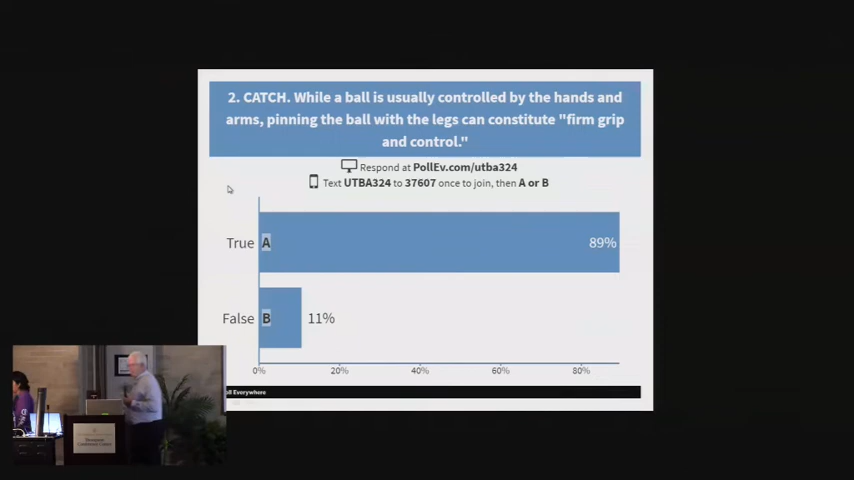 2. CATCH. While a ball is usually controlled by the hands and
arms, pinning the ball with the legs can constitute "firm grip
and control."
Respond at PollEv.com/utba324
Text UTBA324 to 37607 once to join, then A or B
True A 89%
False B 11%
0% 20% 40% 60% 80%
oll Everywhere